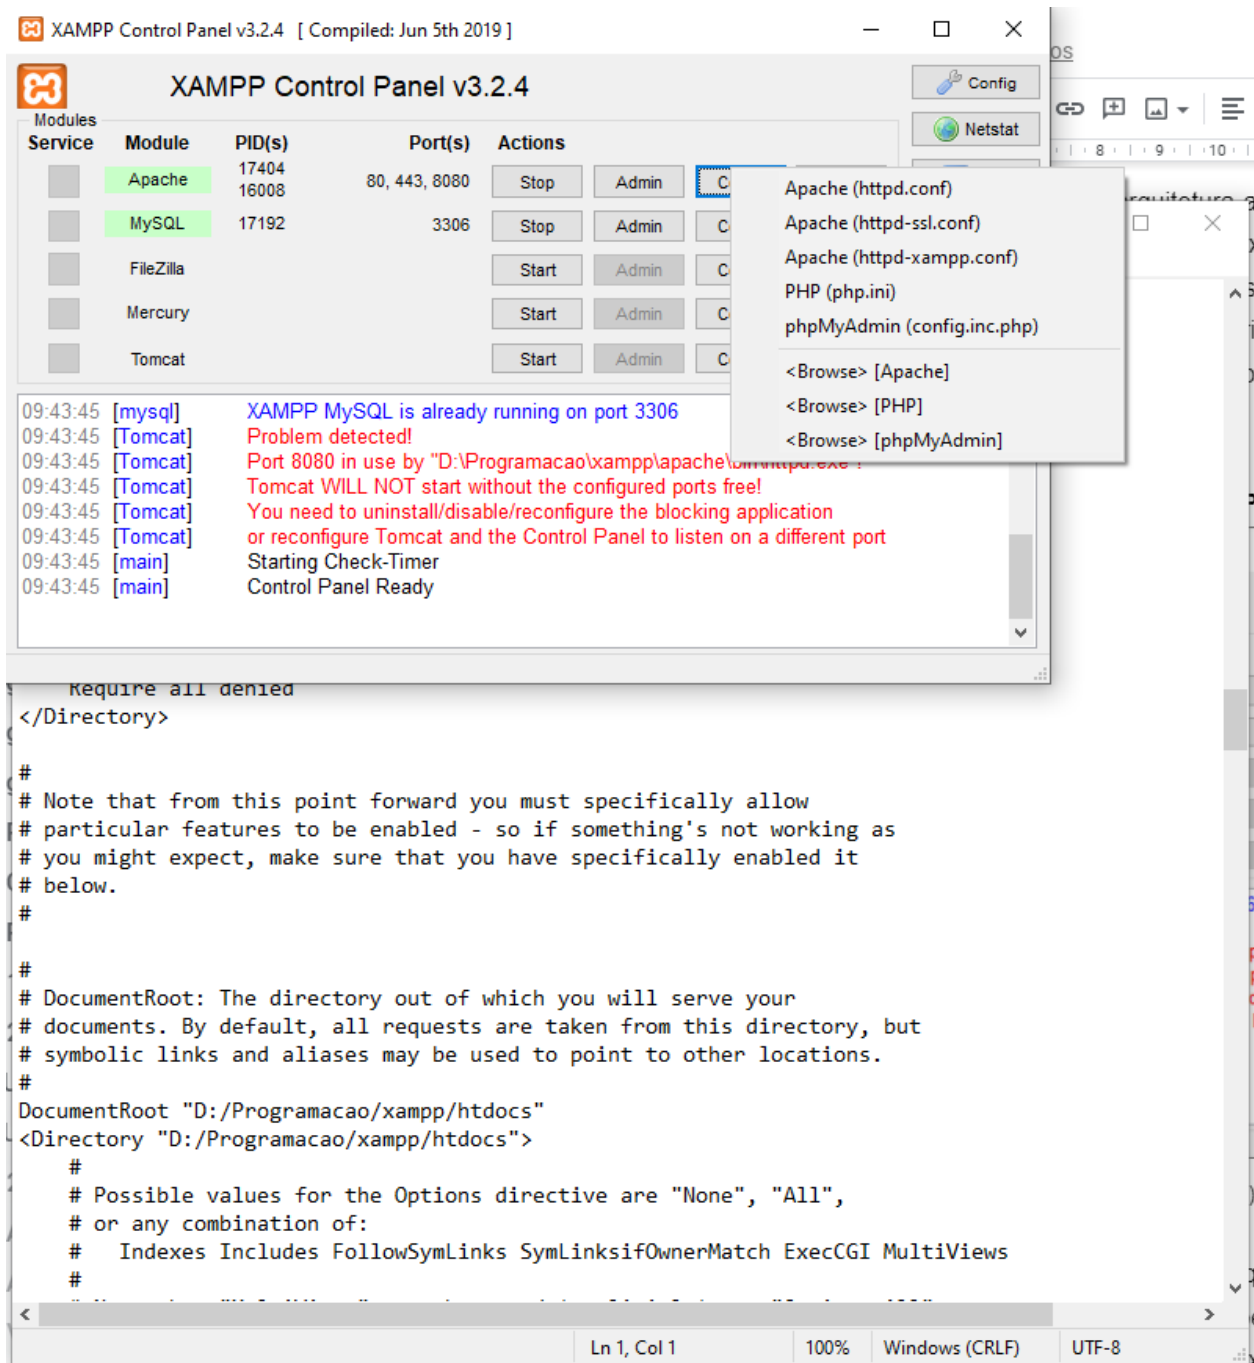 XAMPP Control Panel v3.2.4 [ Compiled: Jun 5th 2019 ]
XAMPP Control Panel v3.2.4
Config
Netstat
Modules
Service Module PID(s) Port(s) Actions
Apache 17404 16008 80, 443, 8080 Stop Admin
MySQL 17192 3306 Stop Admin
FileZilla Start Admin
Mercury Start Admin
Tomcat Start Admin
Apache (httpd.conf)
Apache (httpd-ssl.conf)
Apache (httpd-xampp.conf)
PHP (php.ini)
phpMyAdmin (config.inc.php)
<Browse> [Apache]
<Browse> [PHP]
<Browse> [phpMyAdmin]
09:43:45 [mysql] XAMPP MySQL is already running on port 3306
09:43:45 [Tomcat] Problem detected!
09:43:45 [Tomcat] Port 8080 in use by "D:\Programacao\xampp\apache\bin\httpd.exe"!
09:43:45 [Tomcat] Tomcat WILL NOT start without the configured ports free!
09:43:45 [Tomcat] You need to uninstall/disable/reconfigure the blocking application
09:43:45 [Tomcat] or reconfigure Tomcat and the Control Panel to listen on a different port
09:43:45 [main] Starting Check-Timer
09:43:45 [main] Control Panel Ready
8 9 10
Require all denied
</Directory>
#
# Note that from this point forward you must specifically allow
# particular features to be enabled - so if something's not working as
# you might expect, make sure that you have specifically enabled it
# below.
#
#
# DocumentRoot: The directory out of which you will serve your
# documents. By default, all requests are taken from this directory, but
# symbolic links and aliases may be used to point to other locations.
#
DocumentRoot "D:/Programacao/xampp/htdocs"
<Directory "D:/Programacao/xampp/htdocs">
#
# Possible values for the Options directive are "None", "All",
# or any combination of:
# Indexes Includes FollowSymLinks SymLinksifOwnerMatch ExecCGI MultiViews
#
Ln 1, Col 1 100% Windows (CRLF) UTF-8